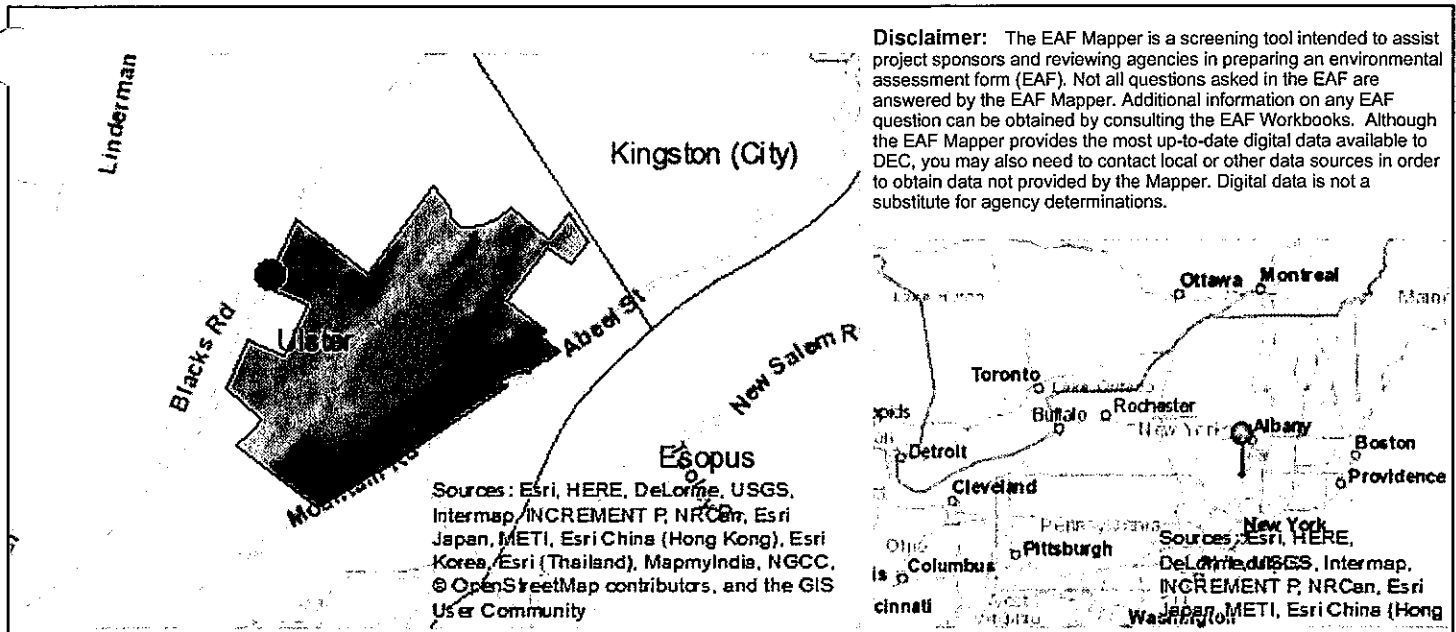 Disclaimer: The EAF Mapper is a screening tool intended to assist
project sponsors and reviewing agencies in preparing an environmental
assessment form (EAF). Not all questions asked in the EAF are
answered by the EAF Mapper. Additional information on any EAF
question can be obtained by consulting the EAF Workbooks. Although
the EAF Mapper provides the most up-to-date digital data available to
DEC, you may also need to contact local or other data sources in order
to obtain data not provided by the Mapper. Digital data is not a
substitute for agency determinations.
Linderman
Kingston (City)
Blacks Rd
Ulster
Abeel St
New Salem R
Esopus
Sources: Esri, HERE, DeLorme, USGS,
Intermap, INCREMENT P, NRCan, Esri
Japan, METI, Esri China (Hong Kong), Esri
Korea, Esri (Thailand), MapmyIndia, NGCC,
© OpenStreetMap contributors, and the GIS
User Community
Ottawa
Montreal
Toronto
Buffalo
Rochester
New York
Albany
Boston
Detroit
Providence
Cleveland
Pennsylvania
New York
Ohio
Pittsburgh
Columbus
cinnati
Washington
Sources: Esri, HERE,
DeLorme, USGS, Intermap,
INCREMENT P, NRCan, Esri
Japan, METI, Esri China (Hong